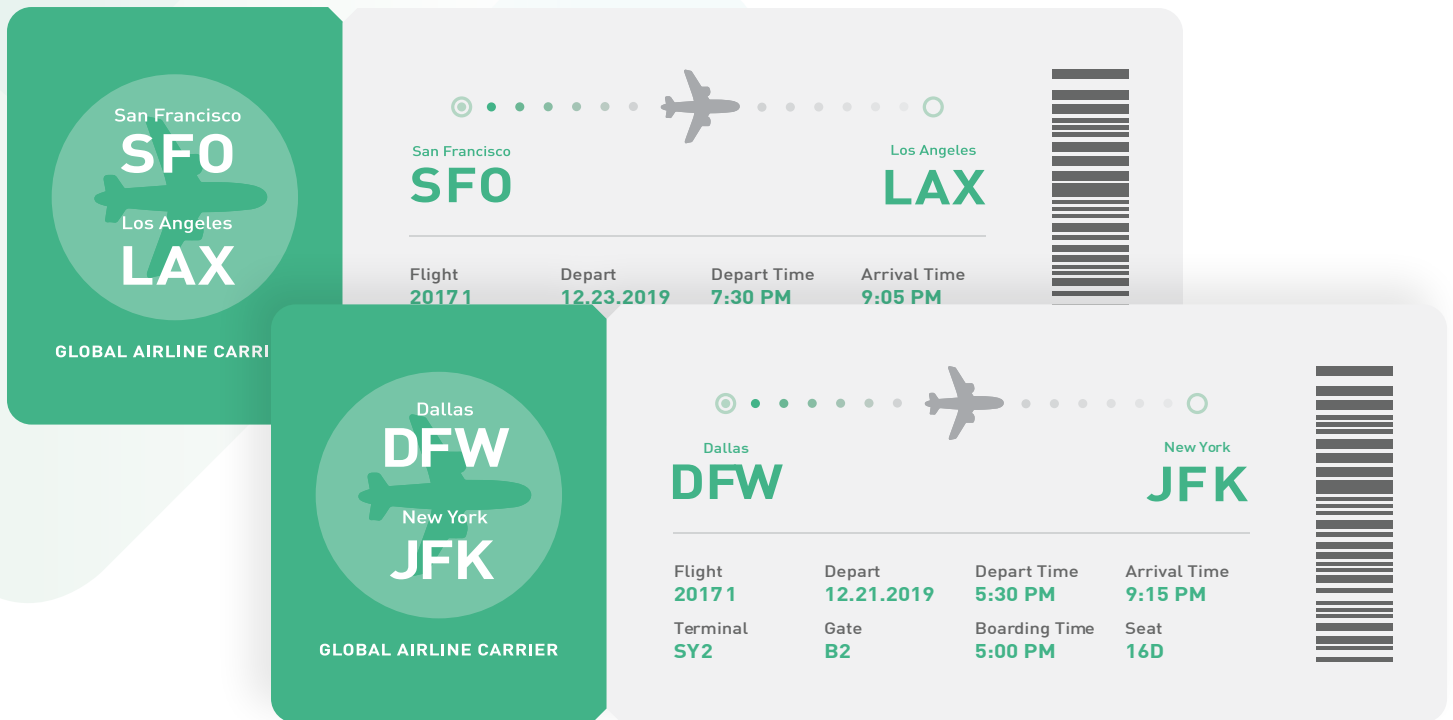 San Francisco
SFO
Los Angeles
LAX
GLOBAL AIRLINE CARRI
San Francisco
SFO
Los Angeles
LAX
Flight
20171
Depart
12.23.2019
Depart Time
7:30 PM
Arrival Time
9:05 PM
Dallas
DFW
New York
JFK
GLOBAL AIRLINE CARRIER
Dallas
DFW
New York
JFK
Flight
20171
Depart
12.21.2019
Depart Time
5:30 PM
Arrival Time
9:15 PM
Terminal
SY2
Gate
B2
Boarding Time
5:00 PM
Seat
16D